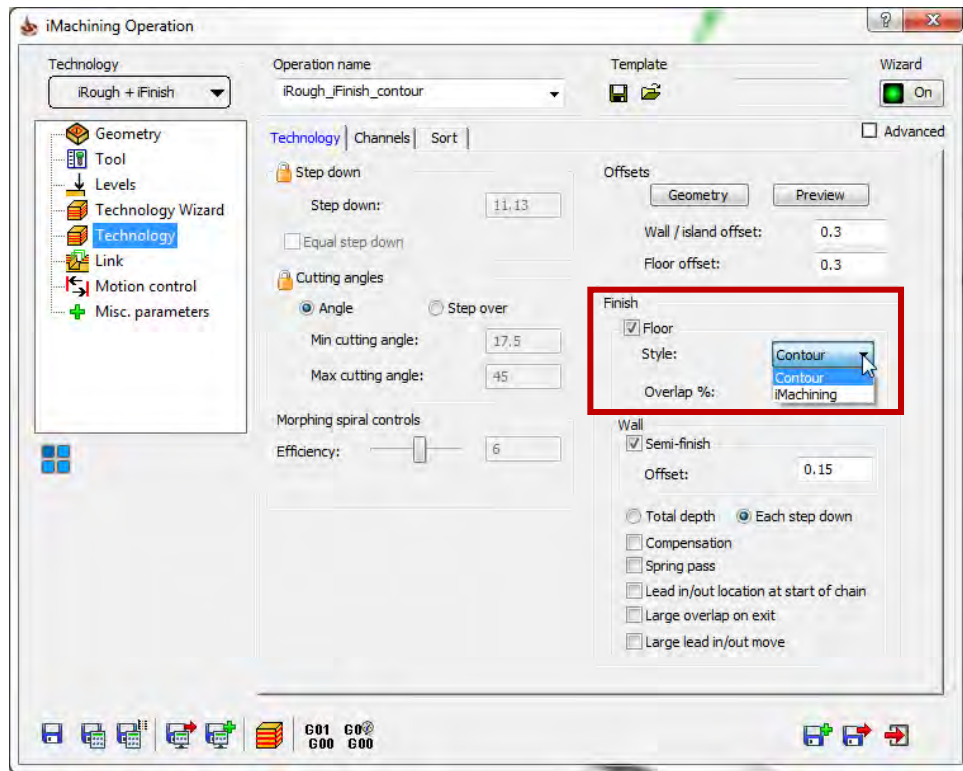 iMachining Operation
Technology
iRough + iFinish
Operation name
iRough_iFinish_contour
Template
Wizard
On
Geometry
Tool
Levels
Technology Wizard
Technology
Link
Motion control
Misc. parameters
Technology Channels Sort
Advanced
Step down
Step down: 11.13
Equal step down
Cutting angles
Angle Step over
Min cutting angle: 17.5
Max cutting angle: 45
Morphing spiral controls
Efficiency: 6
Offsets
Geometry Preview
Wall / island offset: 0.3
Floor offset: 0.3
Finish
Floor
Style: Contour
Contour
iMachining
Overlap %:
Wall
Semi-finish
Offset: 0.15
Total depth Each step down
Compensation
Spring pass
Lead in/out location at start of chain
Large overlap on exit
Large lead in/out move
G01 G0
G00 G00